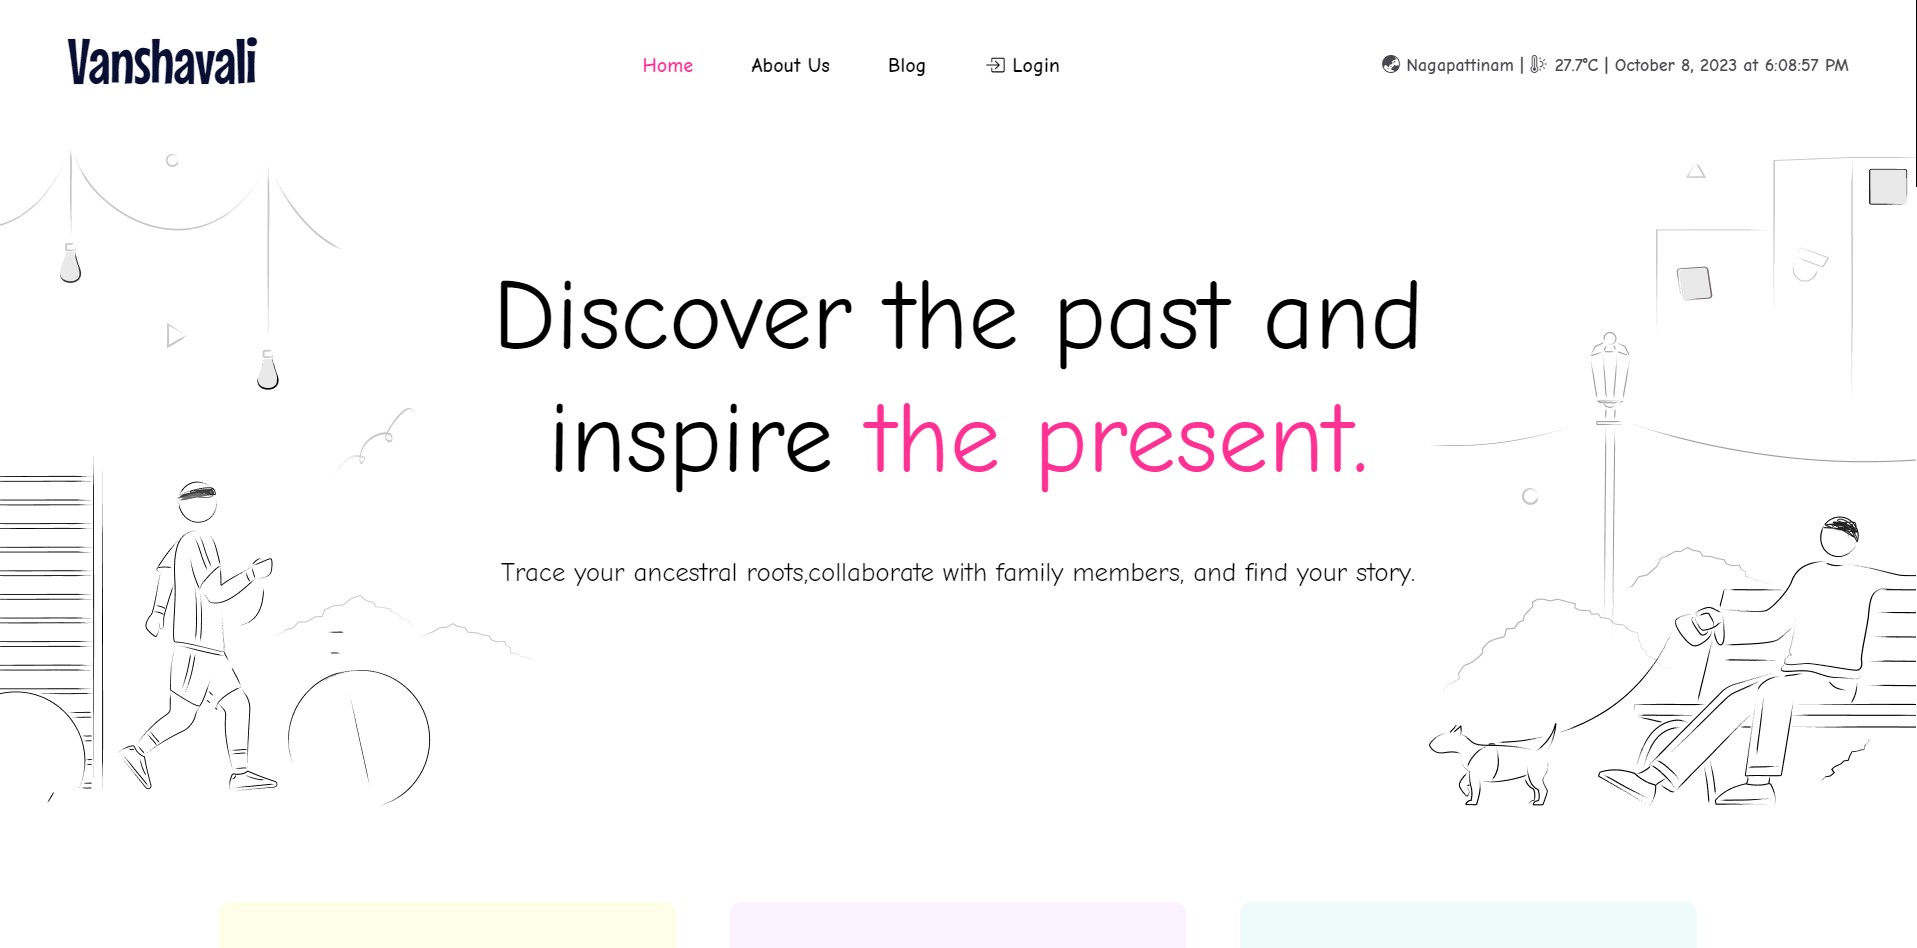 Vanshavali
Home About Us Blog Login
Nagapattinam | 27.7°C | October 8, 2023 at 6:08:57 PM
Discover the past and
inspire the present.
Trace your ancestral roots,collaborate with family members, and find your story.